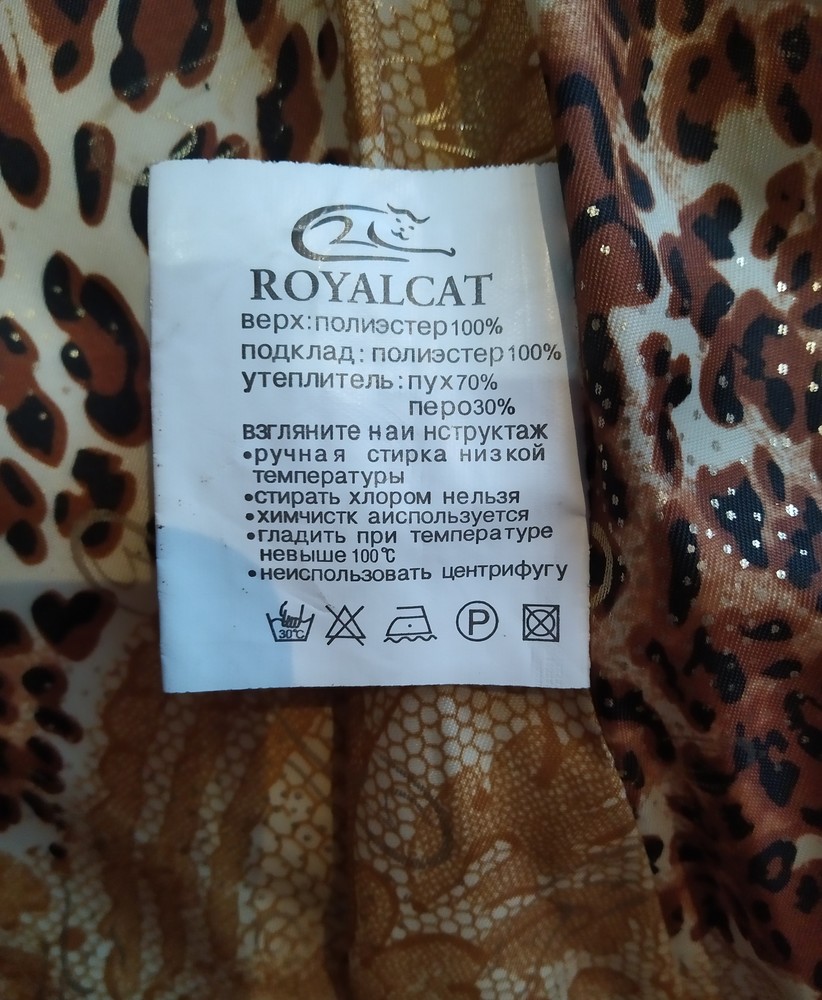 ROYALCAT
верх:полиэстер100%
подклад: полиэстер100%
утеплитель:пух70%
перо30%
взгляните наи нструктаж
•ручная стирка низкой
температуры
•стирать хлором нельзя
•химчистк аиспользуется
•гладить при температуре
невыше 100℃
•неиспользовать центрифугу
30℃ P